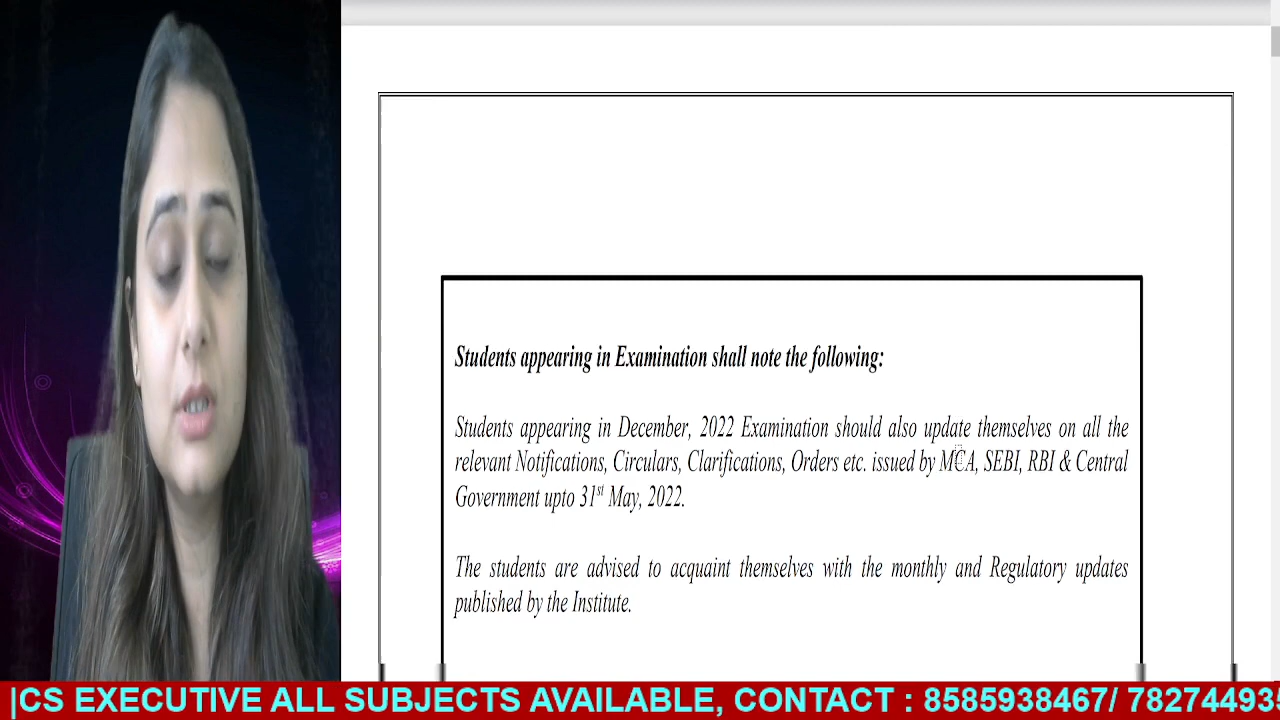 Students appearing in Examination shall note the following:
Students appearing in December, 2022 Examination should also update themselves on all the
relevant Notifications, Circulars, Clarifications, Orders etc. issued by MCA, SEBI, RBI & Central
Government upto 31st May, 2022.
The students are advised to acquaint themselves with the monthly and Regulatory updates
published by the Institute.
|CS EXECUTIVE ALL SUBJECTS AVAILABLE, CONTACT : 8585938467/